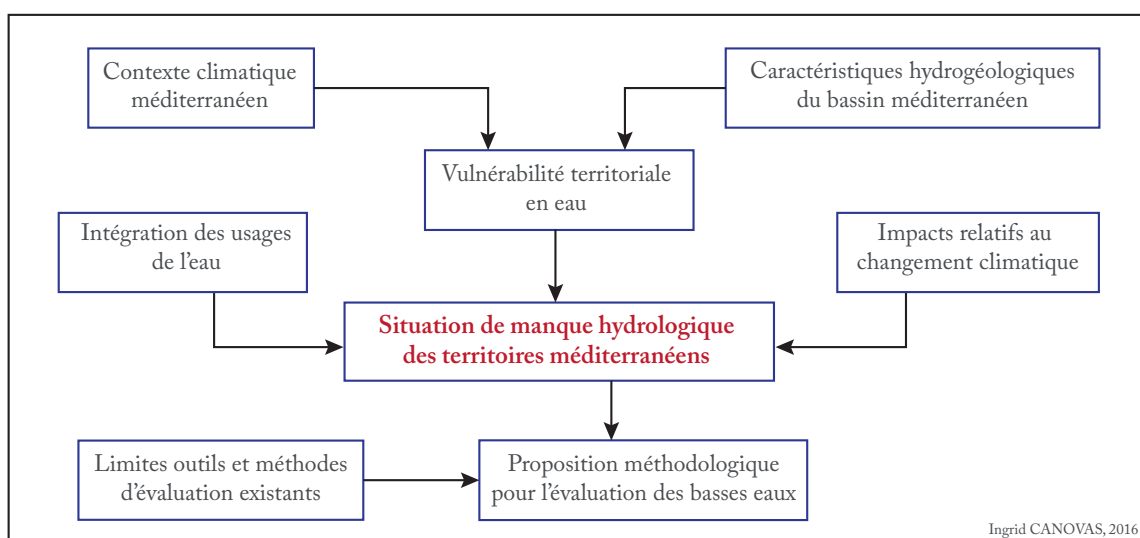 Contexte climatique
méditerranéen
Caractéristiques hydrogéologiques
du bassin méditerranéen
Vulnérabilité territoriale
en eau
Intégration des usages
de l'eau
Impacts relatifs au
changement climatique
Situation de manque hydrologique
des territoires méditerranéens
Limites outils et méthodes
d'évaluation existants
Proposition méthodologique
pour l'évaluation des basses eaux
Ingrid CANOVAS, 2016